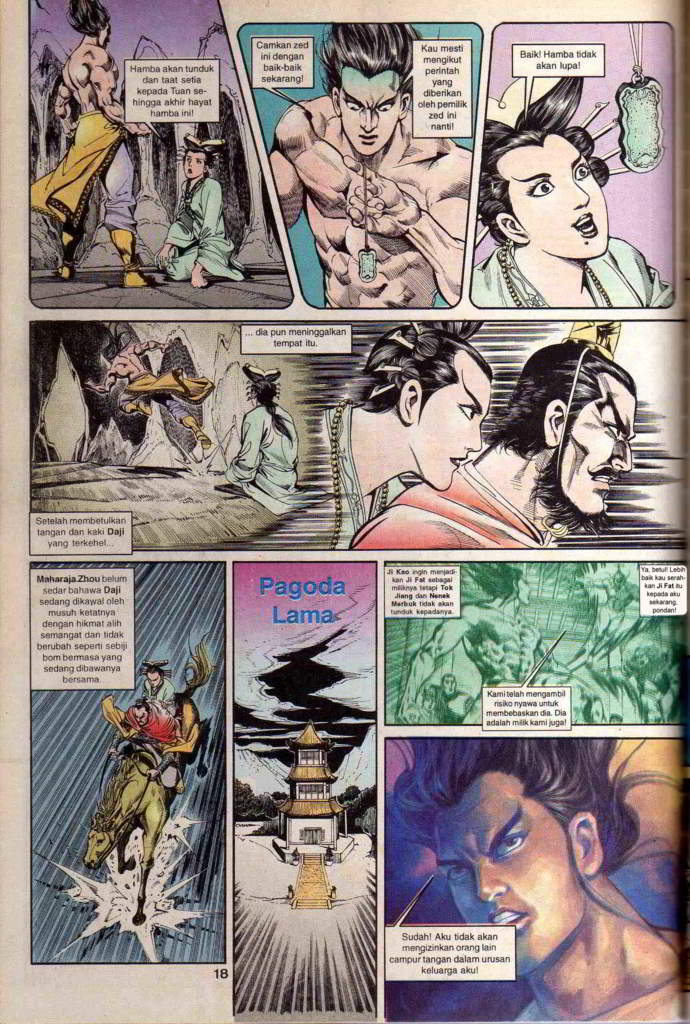 Hamba akan tunduk
dan taat setia
kepada Tuan se-
hingga akhir hayat
hamba ini!
Camkan zed
ini dengan
baik-baik
sekarang!
Kau mesti
mengikut
perintah
yang
diberikan
oleh pemilik
zed ini
nanti!
Baik! Hamba tidak
akan lupa!
Setelah membetulkan
tangan dan kaki Daji
yang terkehel...
... dia pun meninggalkan
tempat itu.
Maharaja Zhou belum
sedar bahawa Daji
sedang dikawal oleh
musuh ketatnya
dengan hikmat alih
semangat dan tidak
berubah seperti sebiji
bom bermasa yang
sedang dibawanya
bersama.
Pagoda
Lama
Ji Kao ingin menjadi-
kan Ji Fat sebagai
miliknya tetapi Tok
Jiang dan Nenek
Merbuk tidak akan
tunduk kepadanya.
Ya, betul! Lebih
baik kau serah-
kan Ji Fat itu
kepada aku
sekarang,
pondan!
Kami telah mengambil
risiko nyawa untuk
membebaskan dia. Dia
adalah milik kami juga!
Sudah! Aku tidak akan
mengizinkan orang lain
campur tangan dalam urusan
keluarga aku!
18